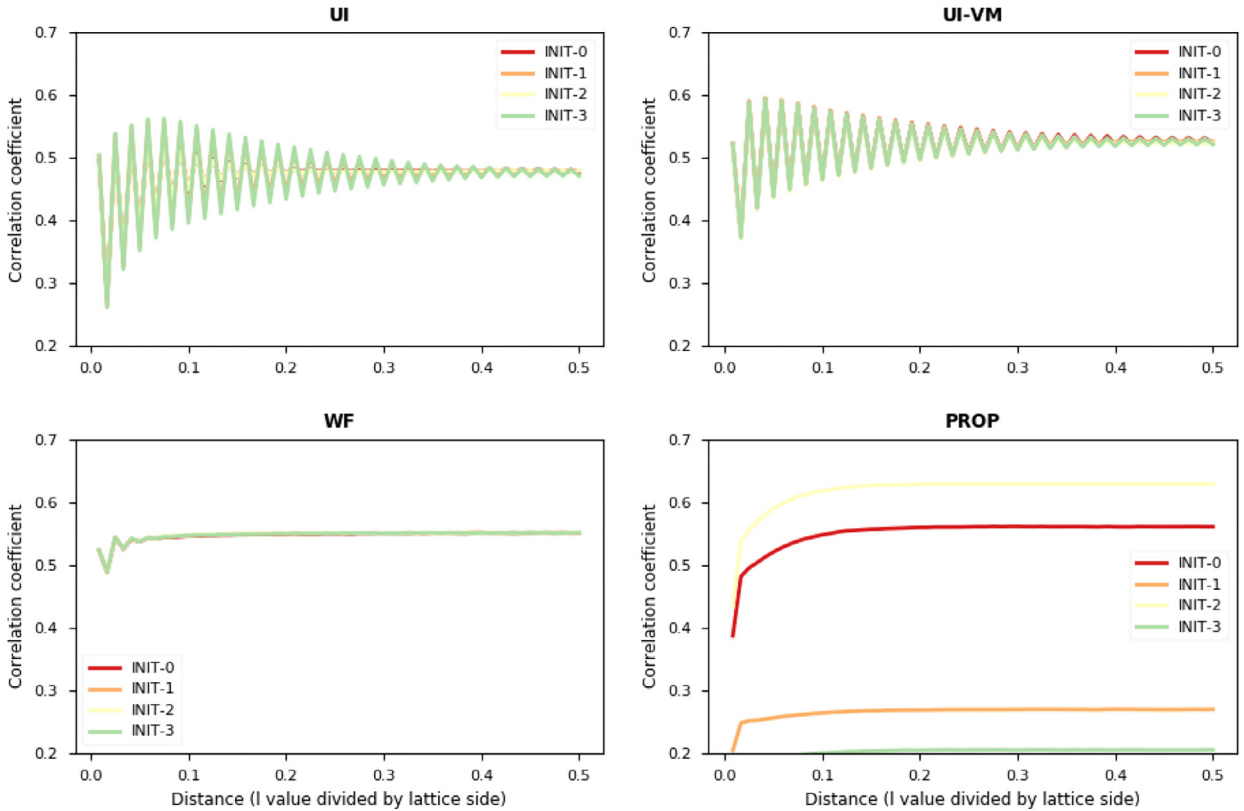 UI
Correlation coefficient
0.7
0.6
0.5
0.4
0.3
0.2
0.0 0.1 0.2 0.3 0.4 0.5
INIT-0
INIT-1
INIT-2
INIT-3
UI-VM
Correlation coefficient
0.7
0.6
0.5
0.4
0.3
0.2
0.0 0.1 0.2 0.3 0.4 0.5
INIT-0
INIT-1
INIT-2
INIT-3
WF
Correlation coefficient
0.7
0.6
0.5
0.4
0.3
0.2
INIT-0
INIT-1
INIT-2
INIT-3
0.0 0.1 0.2 0.3 0.4 0.5
Distance (l value divided by lattice side)
PROP
Correlation coefficient
0.7
0.6
0.5
0.4
0.3
0.2
INIT-0
INIT-1
INIT-2
INIT-3
0.0 0.1 0.2 0.3 0.4 0.5
Distance (l value divided by lattice side)